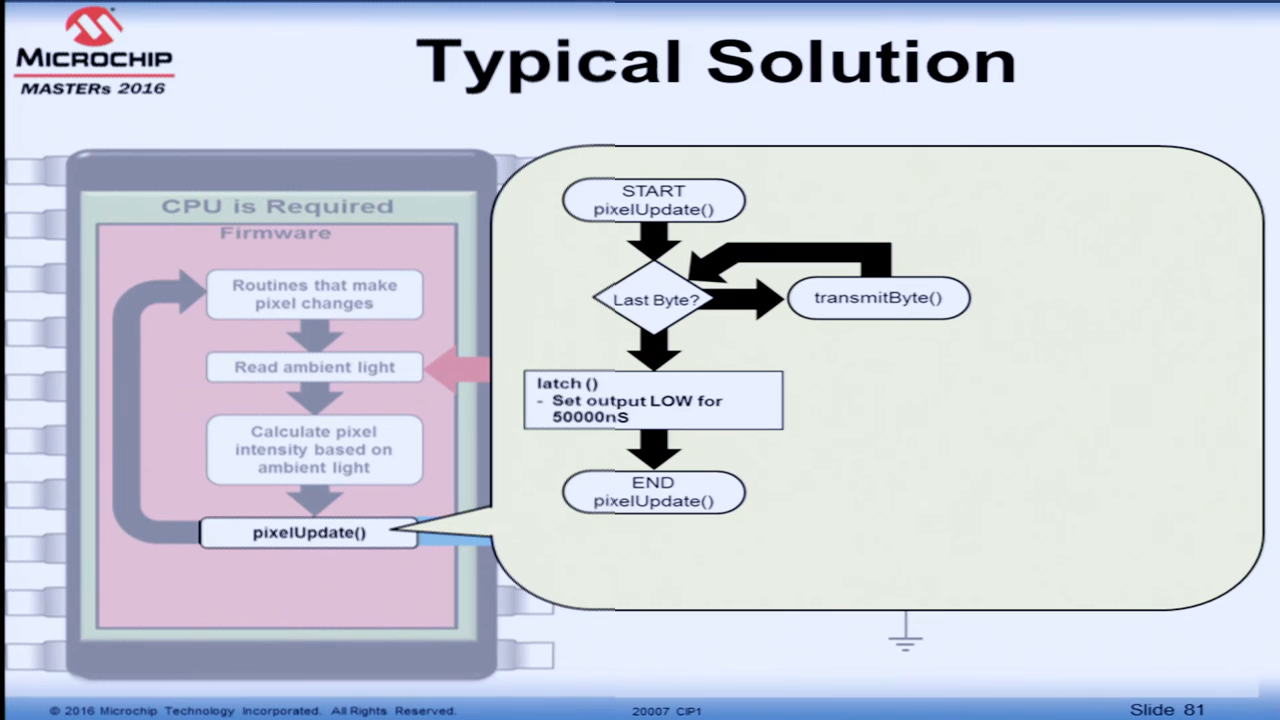 MICROCHIP
MASTERs 2016
Typical Solution
CPU is Required
Firmware
Routines that make
pixel changes
Read ambient light
Calculate pixel
intensity based on
ambient light
pixelUpdate()
START
pixelUpdate()
Last Byte?
transmitByte()
latch ()
- Set output LOW for
50000nS
END
pixelUpdate()
© 2016 Microchip Technology Incorporated. All Rights Reserved.
20007 CIP1
Slide 81